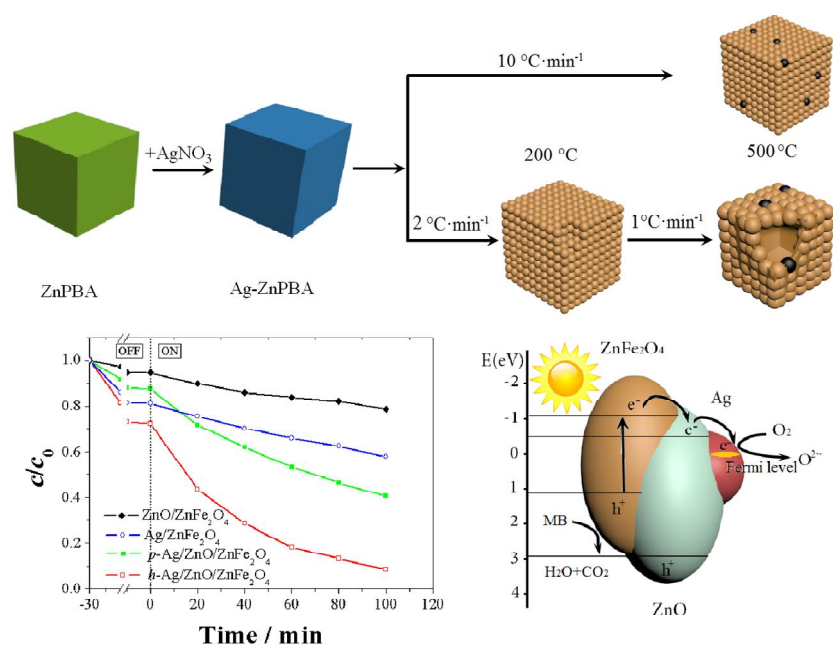 10 °C·min⁻¹
+AgNO₃
200 °C
500 °C
2 °C·min⁻¹
1°C·min⁻¹
ZnPBA
Ag-ZnPBA
OFF
ON
1.0
0.8
0.6
0.4
0.2
0.0
c/c₀
ZnO/ZnFe₂O₄
Ag/ZnFe₂O₄
p-Ag/ZnO/ZnFe₂O₄
h-Ag/ZnO/ZnFe₂O₄
-30
0
20
40
60
80
100
120
Time / min
E(eV)
ZnFe₂O₄
-2
-1
0
1
2
3
4
e⁻
e⁻
Ag
e⁻
O₂
O²⁻·
Fermi level
h⁺
MB
H₂O+CO₂
h⁺
ZnO